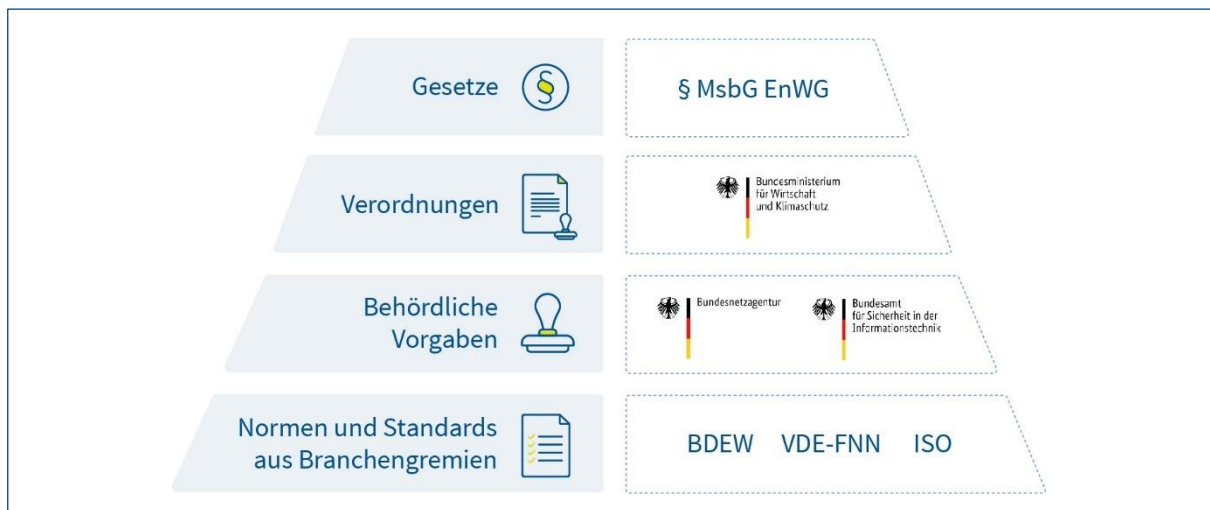 Gesetze
§
§ MsbG EnWG
Verordnungen
Bundesministerium
für Wirtschaft
und Klimaschutz
Behördliche
Vorgaben
Bundesnetzagentur
Bundesamt
für Sicherheit in der
Informationstechnik
Normen und Standards
aus Branchengremien
BDEW VDE-FNN ISO